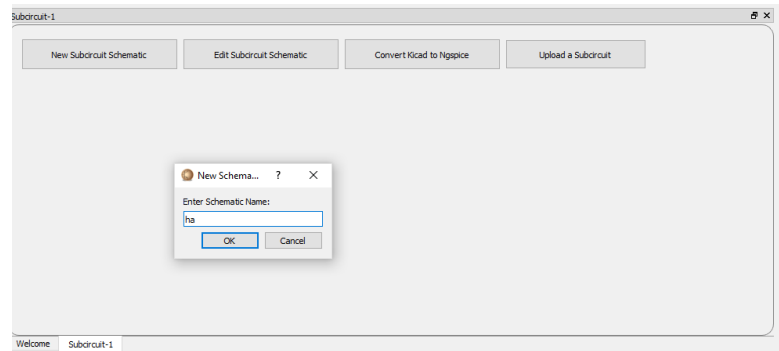 Subcircuit-1
New Subcircuit Schematic Edit Subcircuit Schematic Convert Kicad to Ngspice Upload a Subcircuit
New Schema... ?
Enter Schematic Name:
ha
OK Cancel
Welcome Subcircuit-1